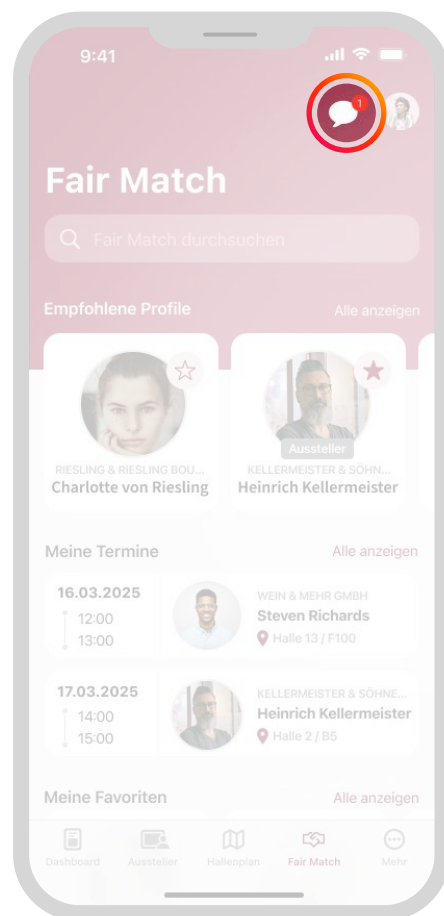 9:41
1
Fair Match
Fair Match durchsuchen
Empfohlene Profile
Alle anzeigen
Aussteller
RIESLING & RIESLING BOU...
Charlotte von Riesling
KELLERMEISTER & SÖHN...
Heinrich Kellermeister
Meine Termine
Alle anzeigen
16.03.2025
12:00
13:00
WEIN & MEHR GMBH
Steven Richards
Halle 13 / F100
17.03.2025
14:00
15:00
KELLERMEISTER & SÖHNE...
Heinrich Kellermeister
Halle 2 / B5
Meine Favoriten
Alle anzeigen
Dashboard
Aussteller
Hallenplan
Fair Match
Mehr